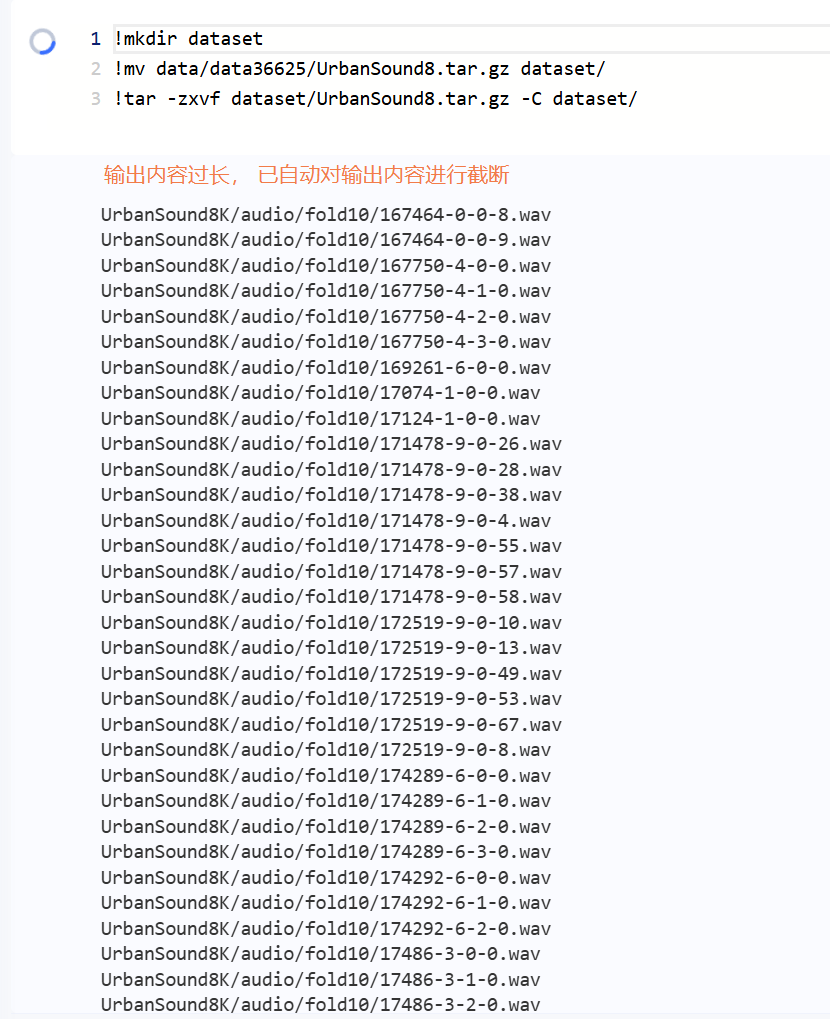 1 !mkdir dataset
2 !mv data/data36625/UrbanSound8.tar.gz dataset/
3 !tar -zxvf dataset/UrbanSound8.tar.gz -C dataset/
输出内容过长， 已自动对输出内容进行截断
UrbanSound8K/audio/fold10/167464-0-0-8.wav
UrbanSound8K/audio/fold10/167464-0-0-9.wav
UrbanSound8K/audio/fold10/167750-4-0-0.wav
UrbanSound8K/audio/fold10/167750-4-1-0.wav
UrbanSound8K/audio/fold10/167750-4-2-0.wav
UrbanSound8K/audio/fold10/167750-4-3-0.wav
UrbanSound8K/audio/fold10/169261-6-0-0.wav
UrbanSound8K/audio/fold10/17074-1-0-0.wav
UrbanSound8K/audio/fold10/17124-1-0-0.wav
UrbanSound8K/audio/fold10/171478-9-0-26.wav
UrbanSound8K/audio/fold10/171478-9-0-28.wav
UrbanSound8K/audio/fold10/171478-9-0-38.wav
UrbanSound8K/audio/fold10/171478-9-0-4.wav
UrbanSound8K/audio/fold10/171478-9-0-55.wav
UrbanSound8K/audio/fold10/171478-9-0-57.wav
UrbanSound8K/audio/fold10/171478-9-0-58.wav
UrbanSound8K/audio/fold10/172519-9-0-10.wav
UrbanSound8K/audio/fold10/172519-9-0-13.wav
UrbanSound8K/audio/fold10/172519-9-0-49.wav
UrbanSound8K/audio/fold10/172519-9-0-53.wav
UrbanSound8K/audio/fold10/172519-9-0-67.wav
UrbanSound8K/audio/fold10/172519-9-0-8.wav
UrbanSound8K/audio/fold10/174289-6-0-0.wav
UrbanSound8K/audio/fold10/174289-6-1-0.wav
UrbanSound8K/audio/fold10/174289-6-2-0.wav
UrbanSound8K/audio/fold10/174289-6-3-0.wav
UrbanSound8K/audio/fold10/174292-6-0-0.wav
UrbanSound8K/audio/fold10/174292-6-1-0.wav
UrbanSound8K/audio/fold10/174292-6-2-0.wav
UrbanSound8K/audio/fold10/17486-3-0-0.wav
UrbanSound8K/audio/fold10/17486-3-1-0.wav
UrbanSound8K/audio/fold10/17486-3-2-0.wav